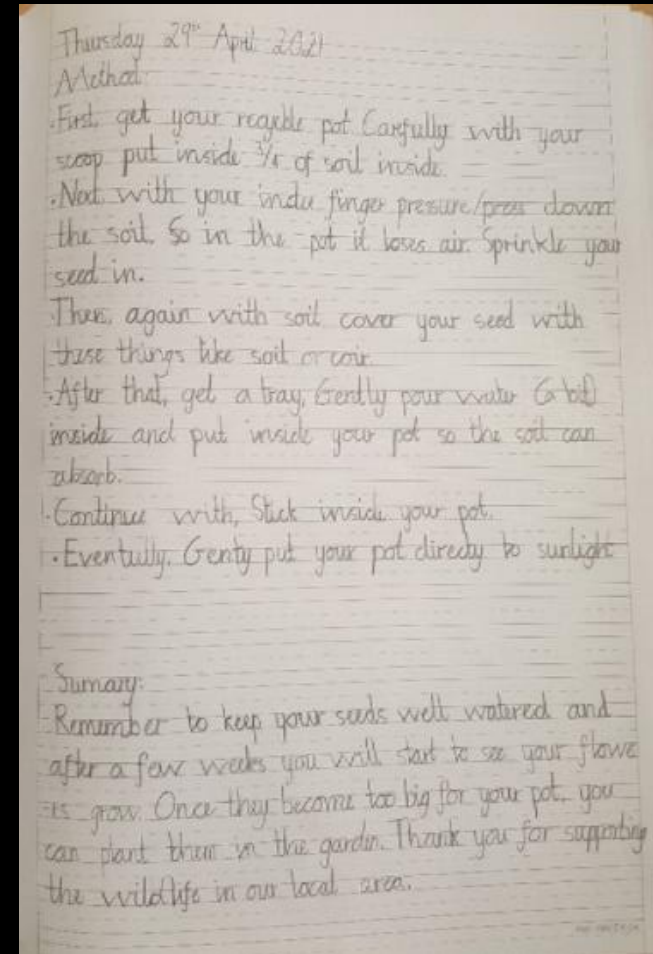 Thursday 29th April 2021
Method:
·First, get your recycble pot Carefully with your
scoop put inside 3/4 of soil inside.
·Next with your index finger pressure/press down
the soil. So in the pot it loses air. Sprinkle your
seed in.
·Then, again with soil cover your seed with
these things like soil or coir.
·After that, get a tray, Gently pour water (a bit)
inside and put inside your pot so the soil can
absorb.
·Continue with, Stick inside your pot.
·Eventully, Genty put your pot directy to sunlight
Sumary:
Remember to keep your seeds well watered and
after a few weeks you will start to see your flowe
rs grow. Once they become too big for your pot, you
can plant them in the garden. Thank you for supporting
the wildlife in our local area.